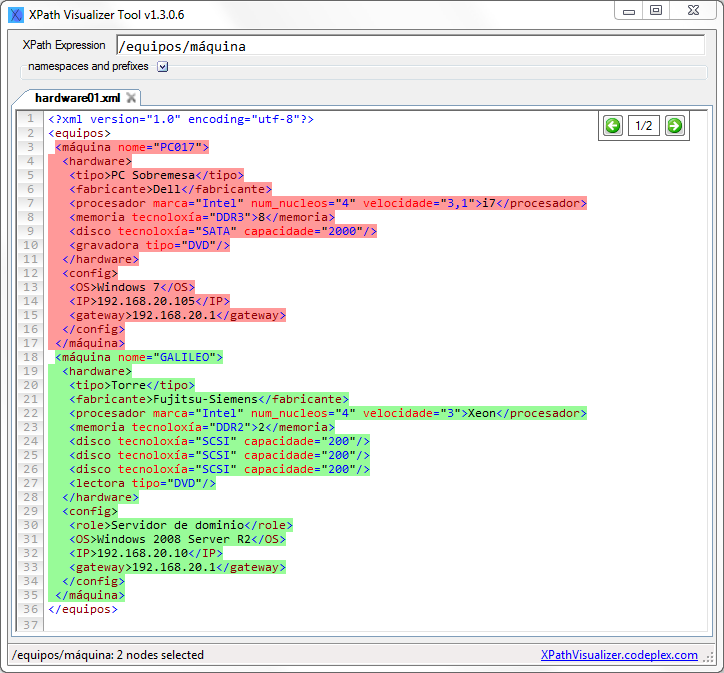 XPath Visualizer Tool v1.3.0.6
XPath Expression /equipos/máquina
namespaces and prefixes
hardware01.xml
1/2
1 <?xml version="1.0" encoding="utf-8"?>
2 <equipos>
3 <máquina nome="PC017">
4 <hardware>
5 <tipo>PC Sobremesa</tipo>
6 <fabricante>Dell</fabricante>
7 <procesador marca="Intel" num_nucleos="4" velocidade="3,1">i7</procesador>
8 <memoria tecnoloxía="DDR3">8</memoria>
9 <disco tecnoloxía="SATA" capacidade="2000"/>
10 <gravadora tipo="DVD"/>
11 </hardware>
12 <config>
13 <OS>Windows 7</OS>
14 <IP>192.168.20.105</IP>
15 <gateway>192.168.20.1</gateway>
16 </config>
17 </máquina>
18 <máquina nome="GALILEO">
19 <hardware>
20 <tipo>Torre</tipo>
21 <fabricante>Fujitsu-Siemens</fabricante>
22 <procesador marca="Intel" num_nucleos="4" velocidade="3">Xeon</procesador>
23 <memoria tecnoloxía="DDR2">2</memoria>
24 <disco tecnoloxía="SCSI" capacidade="200"/>
25 <disco tecnoloxía="SCSI" capacidade="200"/>
26 <disco tecnoloxía="SCSI" capacidade="200"/>
27 <lectora tipo="DVD"/>
28 </hardware>
29 <config>
30 <role>Servidor de dominio</role>
31 <OS>Windows 2008 Server R2</OS>
32 <IP>192.168.20.10</IP>
33 <gateway>192.168.20.1</gateway>
34 </config>
35 </máquina>
36 </equipos>
37
/equipos/máquina: 2 nodes selected XPathVisualizer.codeplex.com